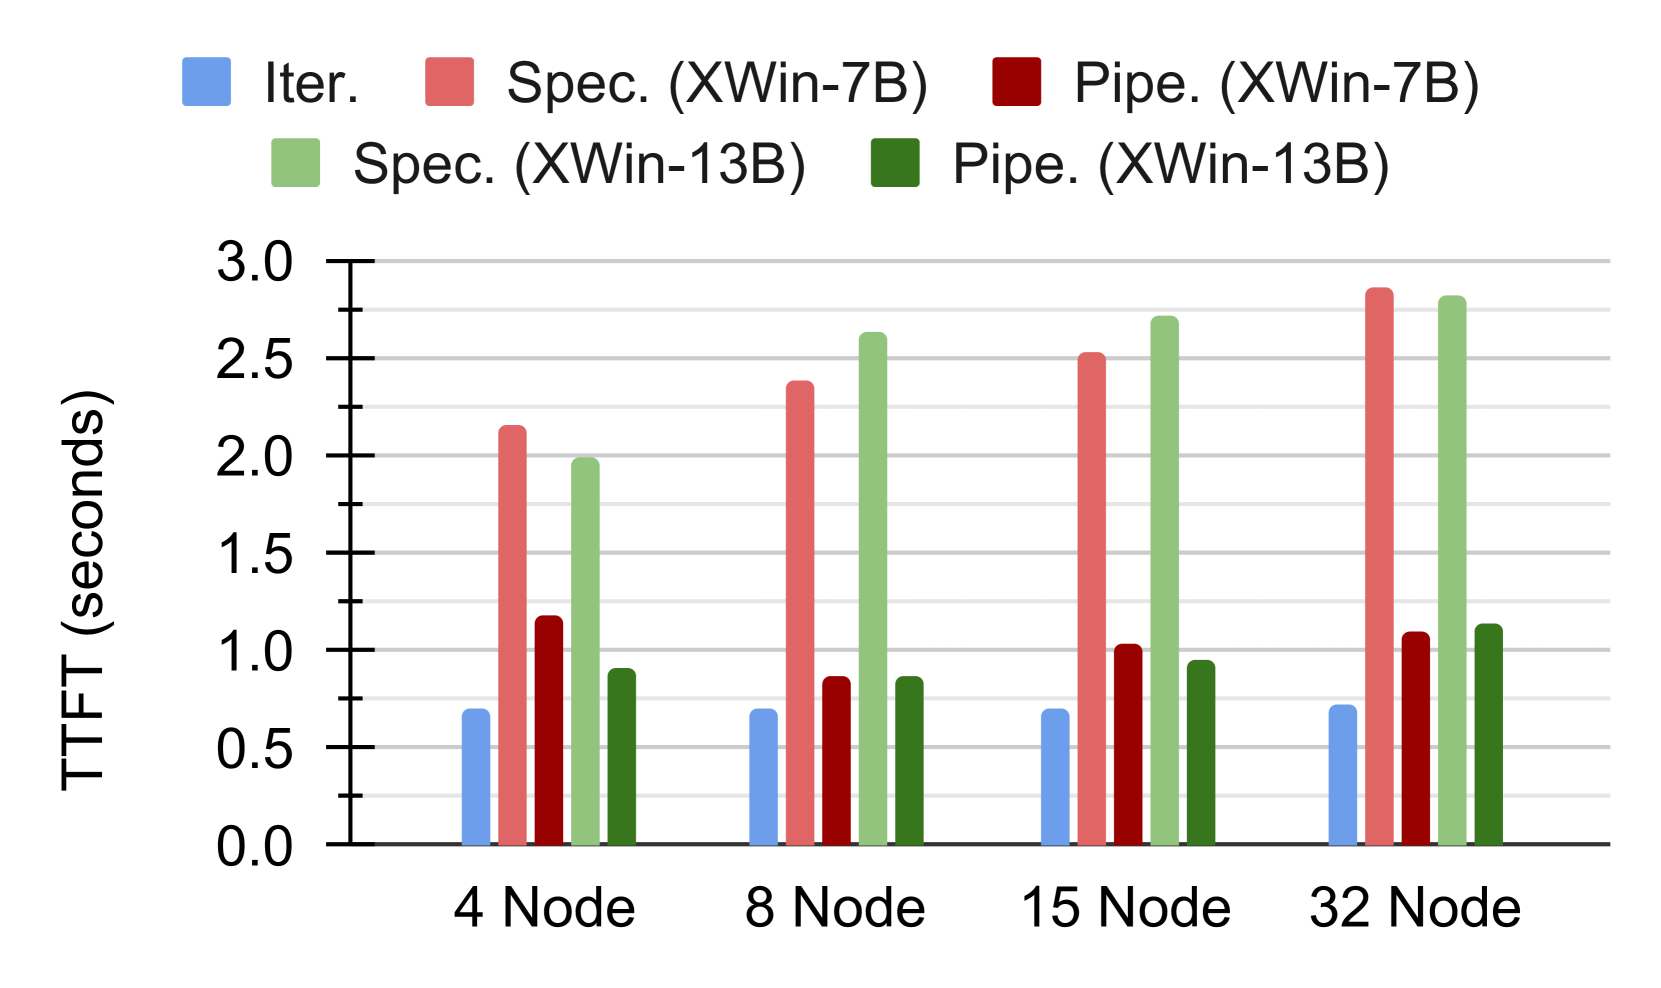 Iter. Spec. (XWin-7B) Pipe. (XWin-7B)
Spec. (XWin-13B) Pipe. (XWin-13B)
TTFT (seconds)
3.0
2.5
2.0
1.5
1.0
0.5
0.0
4 Node 8 Node 15 Node 32 Node